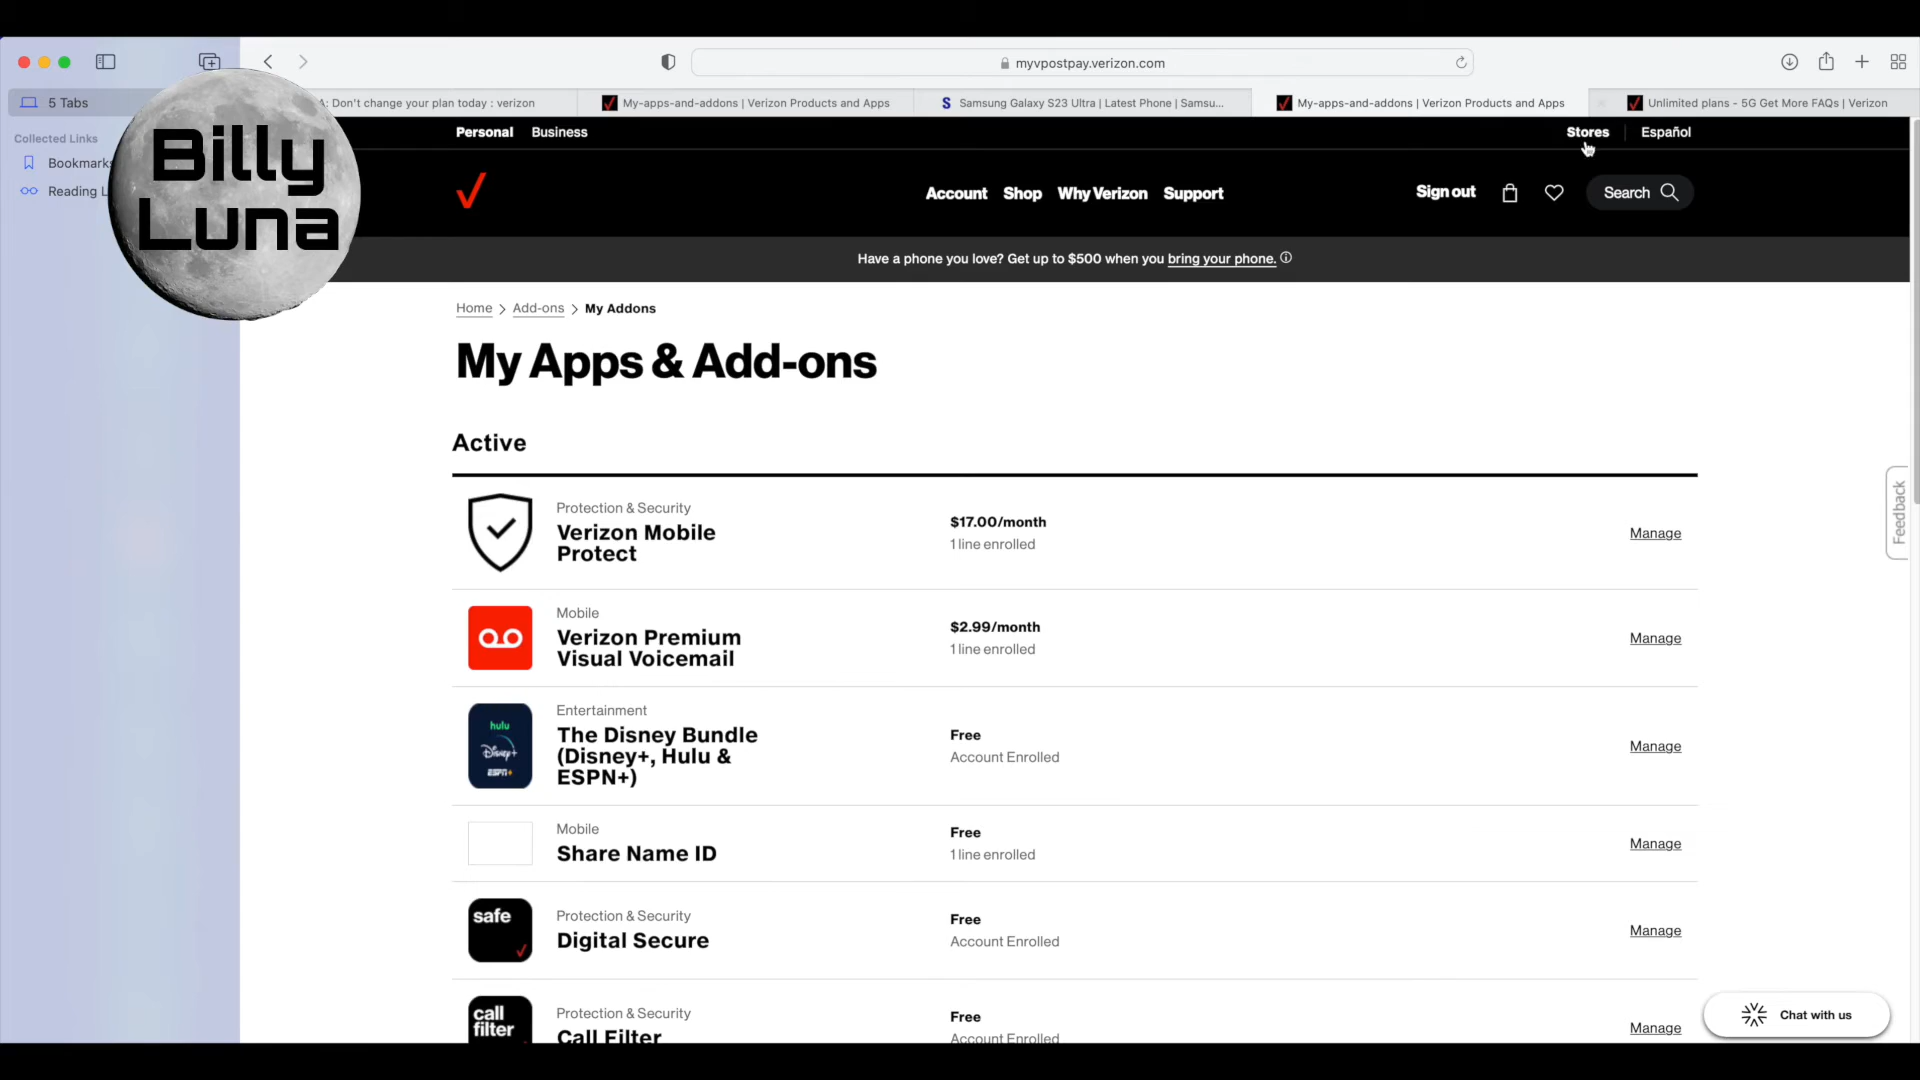 myvpostpay.verizon.com
5 Tabs
A: Don't change your plan today : verizon
My-apps-and-addons | Verizon Products and Apps
S Samsung Galaxy S23 Ultra | Latest Phone | Samsu...
My-apps-and-addons | Verizon Products and Apps
Unlimited plans - 5G Get More FAQs | Verizon
Collected Links
Bookmarks
Reading L
Billy
Luna
Personal Business
Stores Español
Account Shop Why Verizon Support
Sign out
Search
Have a phone you love? Get up to $500 when you bring your phone.
Home > Add-ons > My Addons
My Apps & Add-ons
Active
Protection & Security
Verizon Mobile
Protect
$17.00/month
1 line enrolled
Manage
Mobile
Verizon Premium
Visual Voicemail
$2.99/month
1 line enrolled
Manage
hulu
Disney+
ESPN+
Entertainment
The Disney Bundle
(Disney+, Hulu &
ESPN+)
Free
Account Enrolled
Manage
Mobile
Share Name ID
Free
1 line enrolled
Manage
safe
Protection & Security
Digital Secure
Free
Account Enrolled
Manage
call
filter
Protection & Security
Call Filter
Free
Account Enrolled
Manage
Feedback
Chat with us